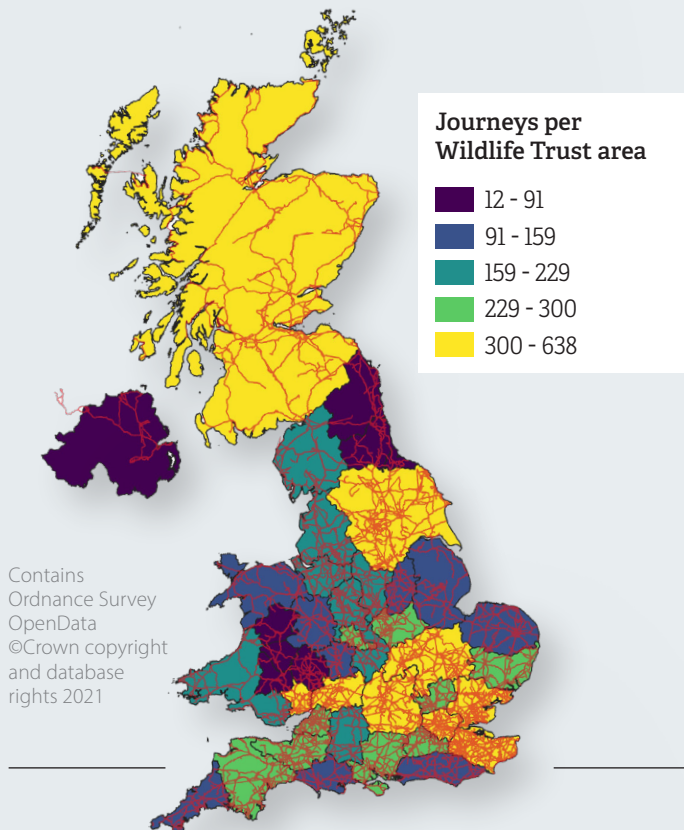 Journeys per
Wildlife Trust area
12 - 91
91 - 159
159 - 229
229 - 300
300 - 638
Contains
Ordnance Survey
OpenData
©Crown copyright
and database
rights 2021